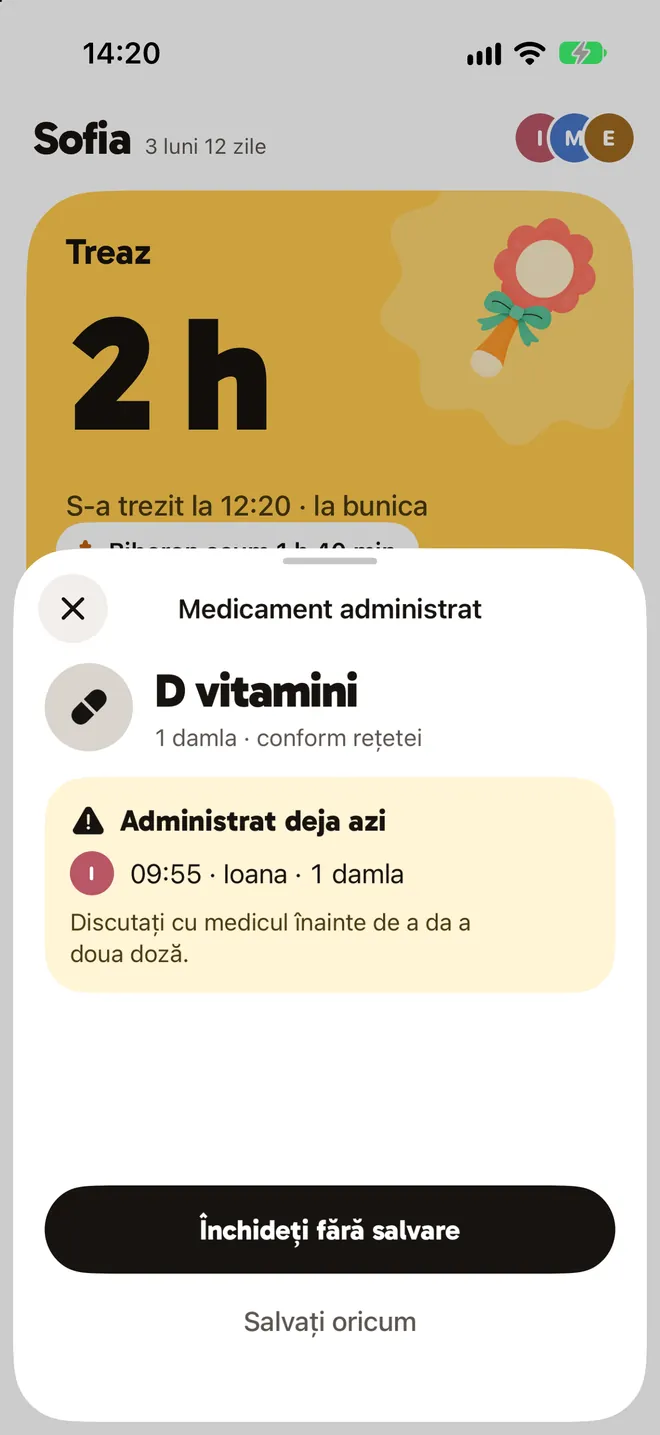 14:20
Sofia 3 luni 12 zile
I M E
Treaz
2 h
S-a trezit la 12:20 · la bunica
Medicament administrat
D vitamini
1 damla · conform rețetei
Administrat deja azi
I 09:55 · Ioana · 1 damla
Discutați cu medicul înainte de a da a
doua doză.
Închideți fără salvare
Salvați oricum